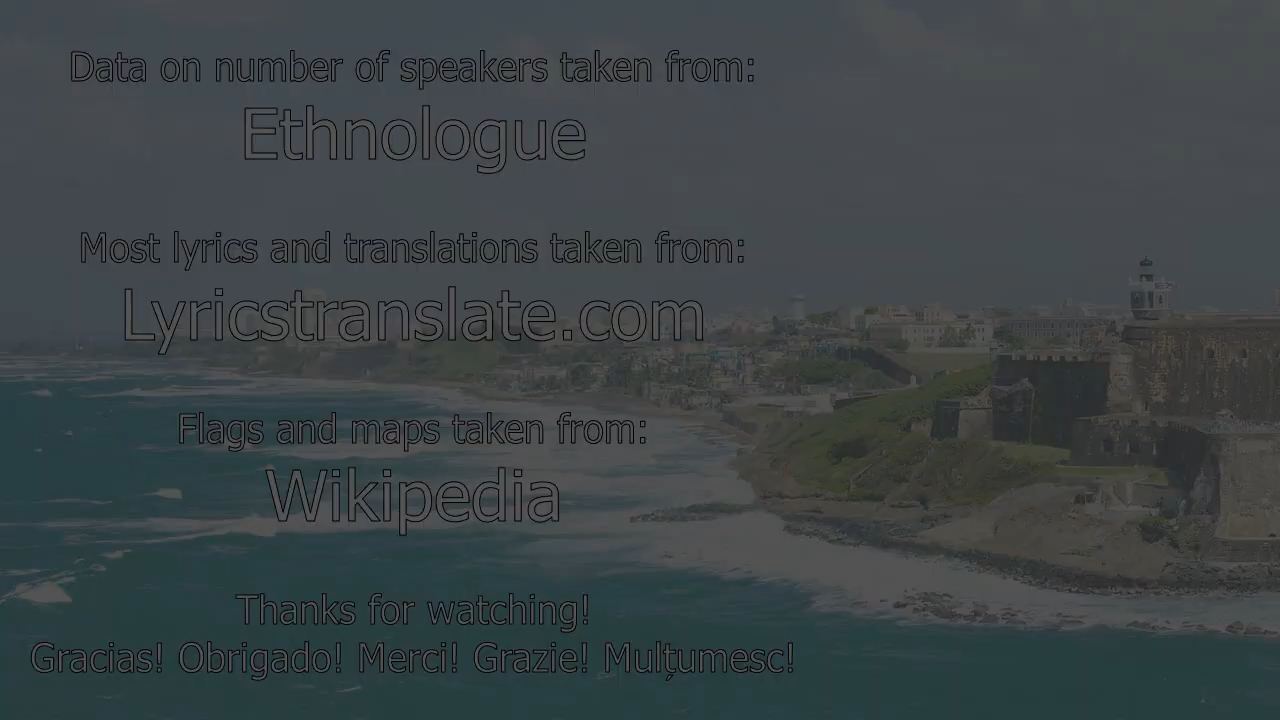 Data on number of speakers taken from:
Ethnologue
Most lyrics and translations taken from:
Lyricstranslate.com
Flags and maps taken from:
Wikipedia
Thanks for watching!
Gracias! Obrigado! Merci! Grazie! Mulțumesc!